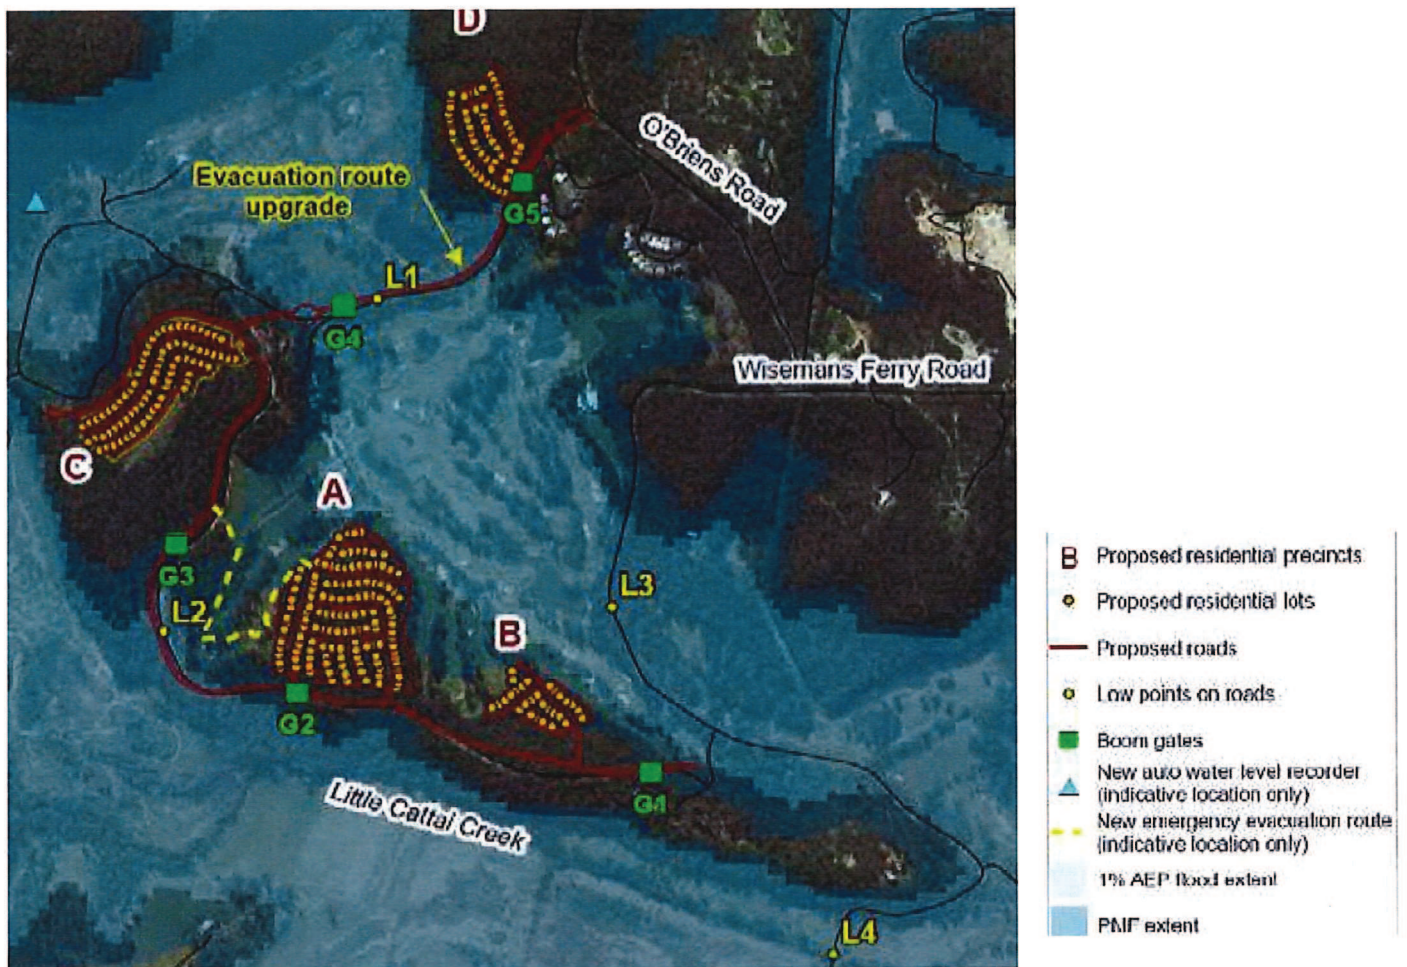 D
O'Briens Road
Evacuation route
upgrade
G5
L1
G4
Wisemans Ferry Road
C
A
G3
L2
L3
B
G2
G1
Little Cattai Creek
L4
B Proposed residential precincts
Proposed residential lots
Proposed roads
Low points on roads
Boom gates
New auto water level recorder
(indicative location only)
New emergency evacuation route
(indicative location only)
1% AEP flood extent
PMF extent